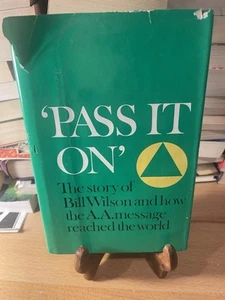 'PASS IT
ON'
The story of
Bill Wilson and how
the A.A. message
reached the world